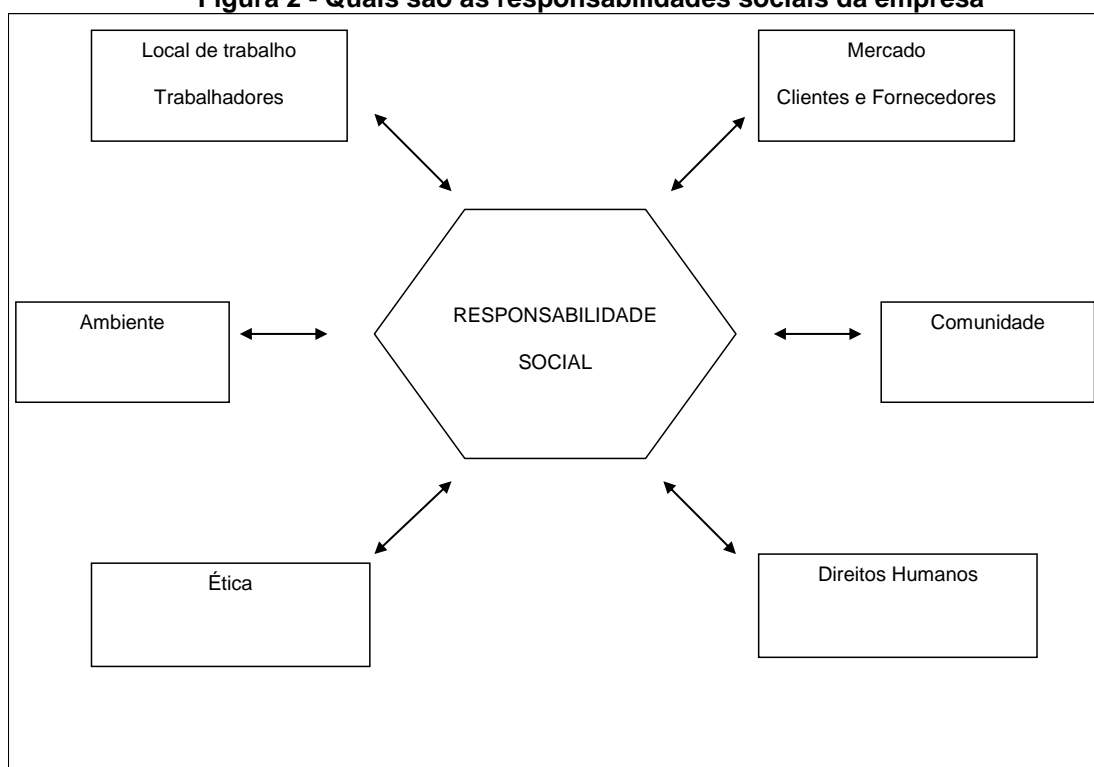 Figura 2 - Quais são as responsabilidades sociais da empresa
Local de trabalho
Trabalhadores
Mercado
Clientes e Fornecedores
RESPONSABILIDADE
SOCIAL
Ambiente
Comunidade
Ética
Direitos Humanos